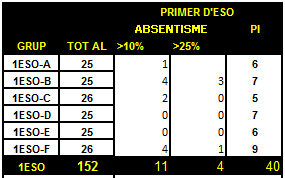 PRIMER D'ESO
ABSENTISME PI
GRUP TOTAL >10% >25%
1ESO-A 25 1 6
1ESO-B 25 4 3 7
1ESO-C 26 2 0 5
1ESO-D 25 0 0 7
1ESO-E 25 0 0 6
1ESO-F 26 4 1 9
1ESO 152 11 4 40